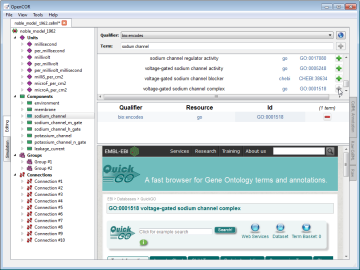 OpenCOR
File View Tools Help
noble_model_1962.cellml*
noble_model_1962
Units
millisecond
per_millisecond
millivolt
per_millivolt_millisecond
milliS_per_cm2
microF_per_cm2
microA_per_cm2
Components
environment
membrane
sodium_channel
sodium_channel_m_gate
sodium_channel_h_gate
potassium_channel
potassium_channel_n_gate
leakage_current
Groups
Group #1
Group #2
Connections
Connection #1
Connection #2
Connection #3
Connection #4
Connection #5
Connection #6
Connection #7
Connection #8
Connection #9
Connection #10
Editing
Qualifier: bio:encodes
Term: sodium channel
sodium channel regulator activity go GO:0017080
voltage-gated sodium channel activity go GO:0005248
voltage-gated sodium channel blocker chebi CHEBI:38634
voltage-gated sodium channel complex go GO:0001518
Qualifier Resource Id (1 term)
bio:encodes go GO:0001518
EMBL-EBI Services Research Training About us
Quick GO A fast browser for Gene Ontology terms and annotations.
EBI > Databases > QuickGO
GO:0001518 voltage-gated sodium channel complex
Quick GO Click for example search Search!
Web Services Dataset Term Basket: 0